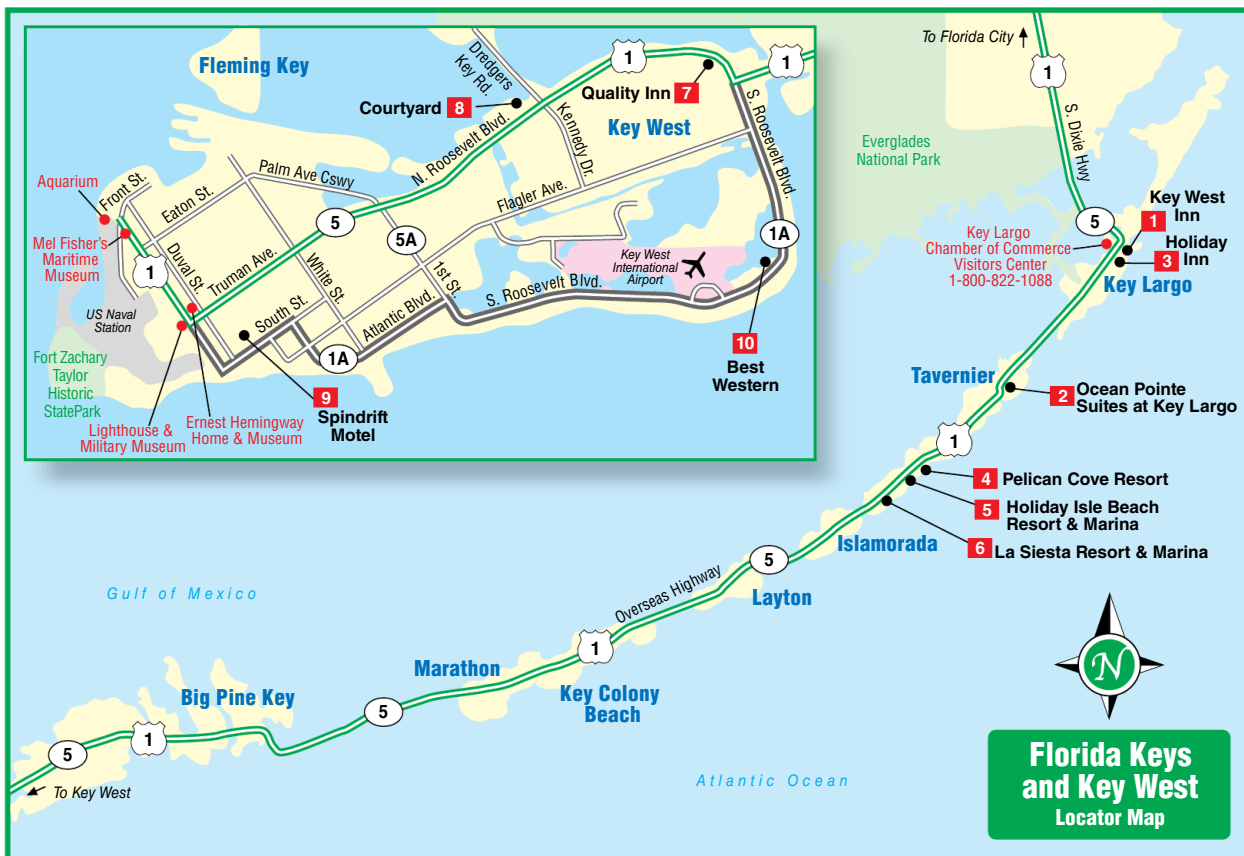 Fleming Key
Dredgers
Key Rd.
1
1
Courtyard
8
Quality Inn
7
Key West
N. Roosevelt Blvd.
Kennedy Dr.
S. Roosevelt Blvd.
Aquarium
Front St.
Eaton St.
Palm Ave Cswy
Flagler Ave.
Mel Fisher's
Maritime
Museum
1
Duval St.
Truman Ave.
5
5A
White St.
1st St.
Key West
International
Airport
1A
US Naval
Station
South St.
Atlantic Blvd.
S. Roosevelt Blvd.
1A
Fort Zachary
Taylor
Historic
StatePark
Lighthouse &
Military Museum
Ernest Hemingway
Home & Museum
9
Spindrift
Motel
10
Best
Western
To Florida City
1
S. Dixie Hwy
Everglades
National Park
5
Key West
Inn
1
Holiday
Inn
3
Key Largo
Chamber of Commerce
Visitors Center
1-800-822-1088
Key Largo
Tavernier
2
Ocean Pointe
Suites at Key Largo
1
4
Pelican Cove Resort
5
Holiday Isle Beach
Resort & Marina
6
La Siesta Resort & Marina
Islamorada
5
Layton
Overseas Highway
Gulf of Mexico
1
Key Colony
Beach
Marathon
5
Big Pine Key
1
5
To Key West
Atlantic Ocean
N
Florida Keys
and Key West
Locator Map